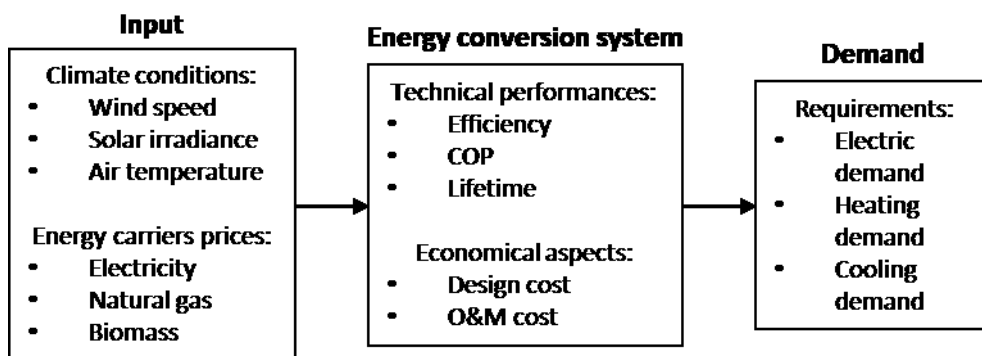 Input
Climate conditions:
• Wind speed
• Solar irradiance
• Air temperature
Energy carriers prices:
• Electricity
• Natural gas
• Biomass
Energy conversion system
Technical performances:
• Efficiency
• COP
• Lifetime
Economical aspects:
• Design cost
• O&M cost
Demand
Requirements:
• Electric
demand
• Heating
demand
• Cooling
demand